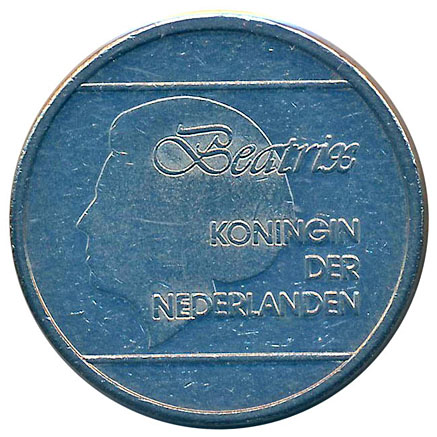 Beatrix
KONINGIN
DER
NEDERLANDEN